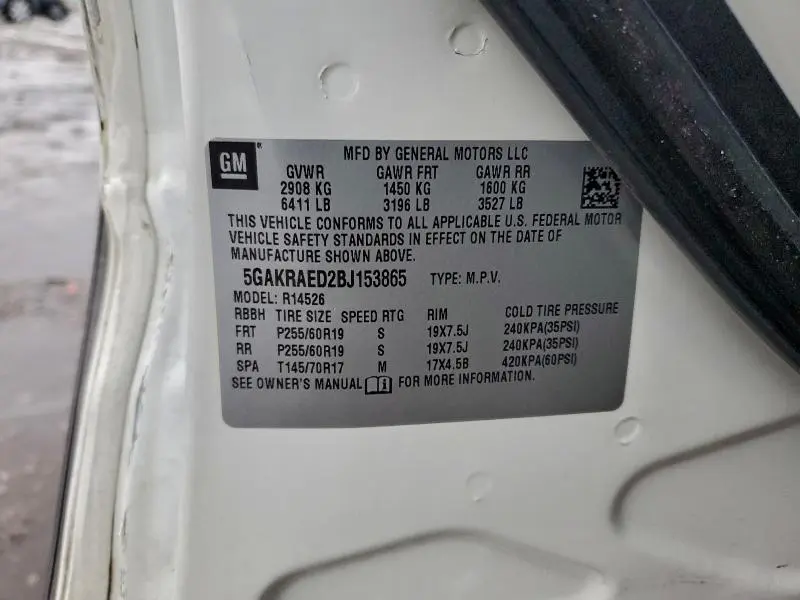 GM
MFD BY GENERAL MOTORS LLC
GVWR GAWR FRT GAWR RR
2908 KG 1450 KG 1600 KG
6411 LB 3196 LB 3527 LB
THIS VEHICLE CONFORMS TO ALL APPLICABLE U.S. FEDERAL MOTOR
VEHICLE SAFETY STANDARDS IN EFFECT ON THE DATE OF
MANUFACTURE SHOWN ABOVE.
5GAKRAED2BJ153865 TYPE: M.P.V.
MODEL: R14526
RBBH TIRE SIZE SPEED RTG RIM COLD TIRE PRESSURE
FRT P255/60R19 S 19X7.5J 240KPA(35PSI)
RR P255/60R19 S 19X7.5J 240KPA(35PSI)
SPA T145/70R17 M 17X4.5B 420KPA(60PSI)
SEE OWNER'S MANUAL FOR MORE INFORMATION.